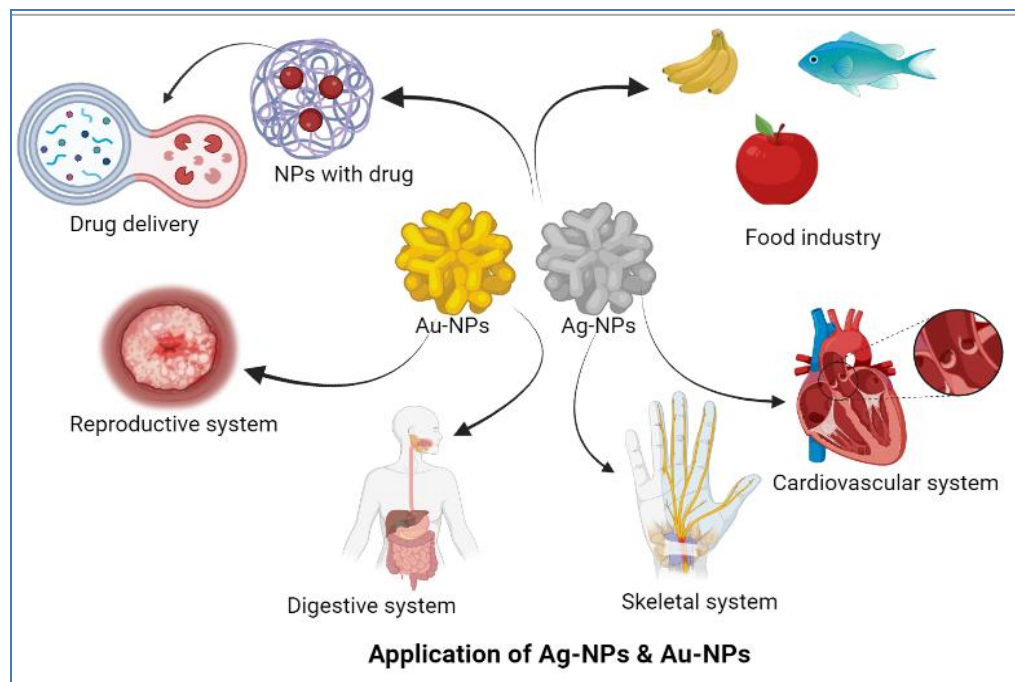 NPs with drug
Drug delivery
Food industry
Au-NPs
Ag-NPs
Reproductive system
Cardiovascular system
Digestive system
Skeletal system
Application of Ag-NPs & Au-NPs